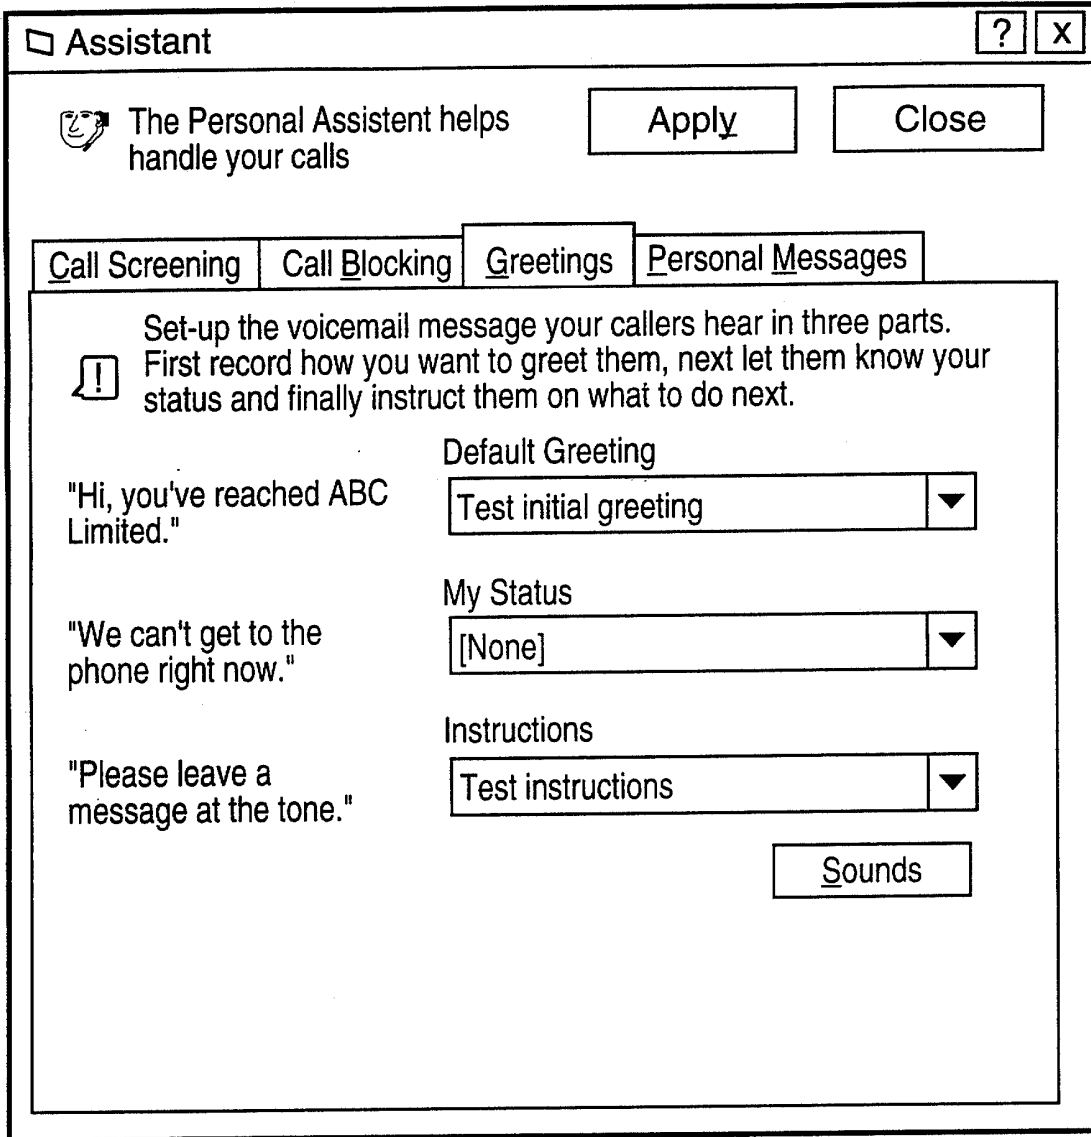 Assistant
? X
The Personal Assistent helps
handle your calls
Apply
Close
Call Screening
Call Blocking
Greetings
Personal Messages
Set-up the voicemail message your callers hear in three parts.
First record how you want to greet them, next let them know your
status and finally instruct them on what to do next.
!
Default Greeting
"Hi, you've reached ABC
Limited."
Test initial greeting
My Status
"We can't get to the
phone right now."
[None]
Instructions
"Please leave a
message at the tone."
Test instructions
Sounds